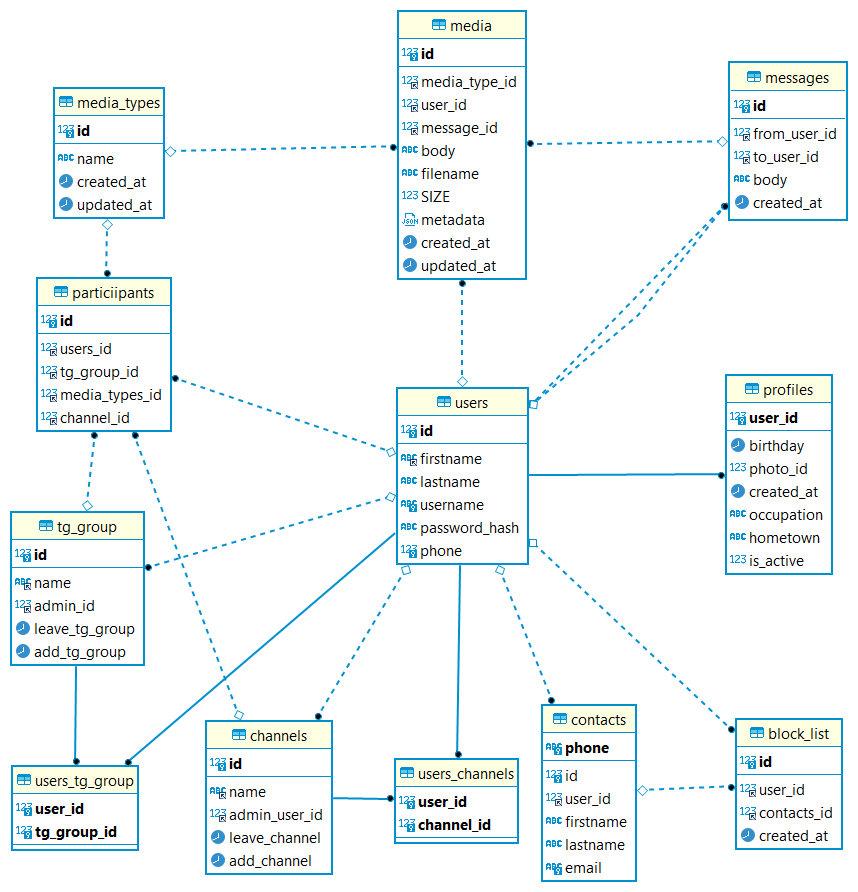 media
id
media_type_id
user_id
message_id
body
filename
SIZE
metadata
created_at
updated_at
media_types
id
name
created_at
updated_at
messages
id
from_user_id
to_user_id
body
created_at
particiipants
id
users_id
tg_group_id
media_types_id
channel_id
users
id
firstname
lastname
username
password_hash
phone
profiles
user_id
birthday
photo_id
created_at
occupation
hometown
is_active
tg_group
id
name
admin_id
leave_tg_group
add_tg_group
users_tg_group
user_id
tg_group_id
channels
id
name
admin_user_id
leave_channel
add_channel
users_channels
user_id
channel_id
contacts
phone
id
user_id
firstname
lastname
email
block_list
id
user_id
contacts_id
created_at